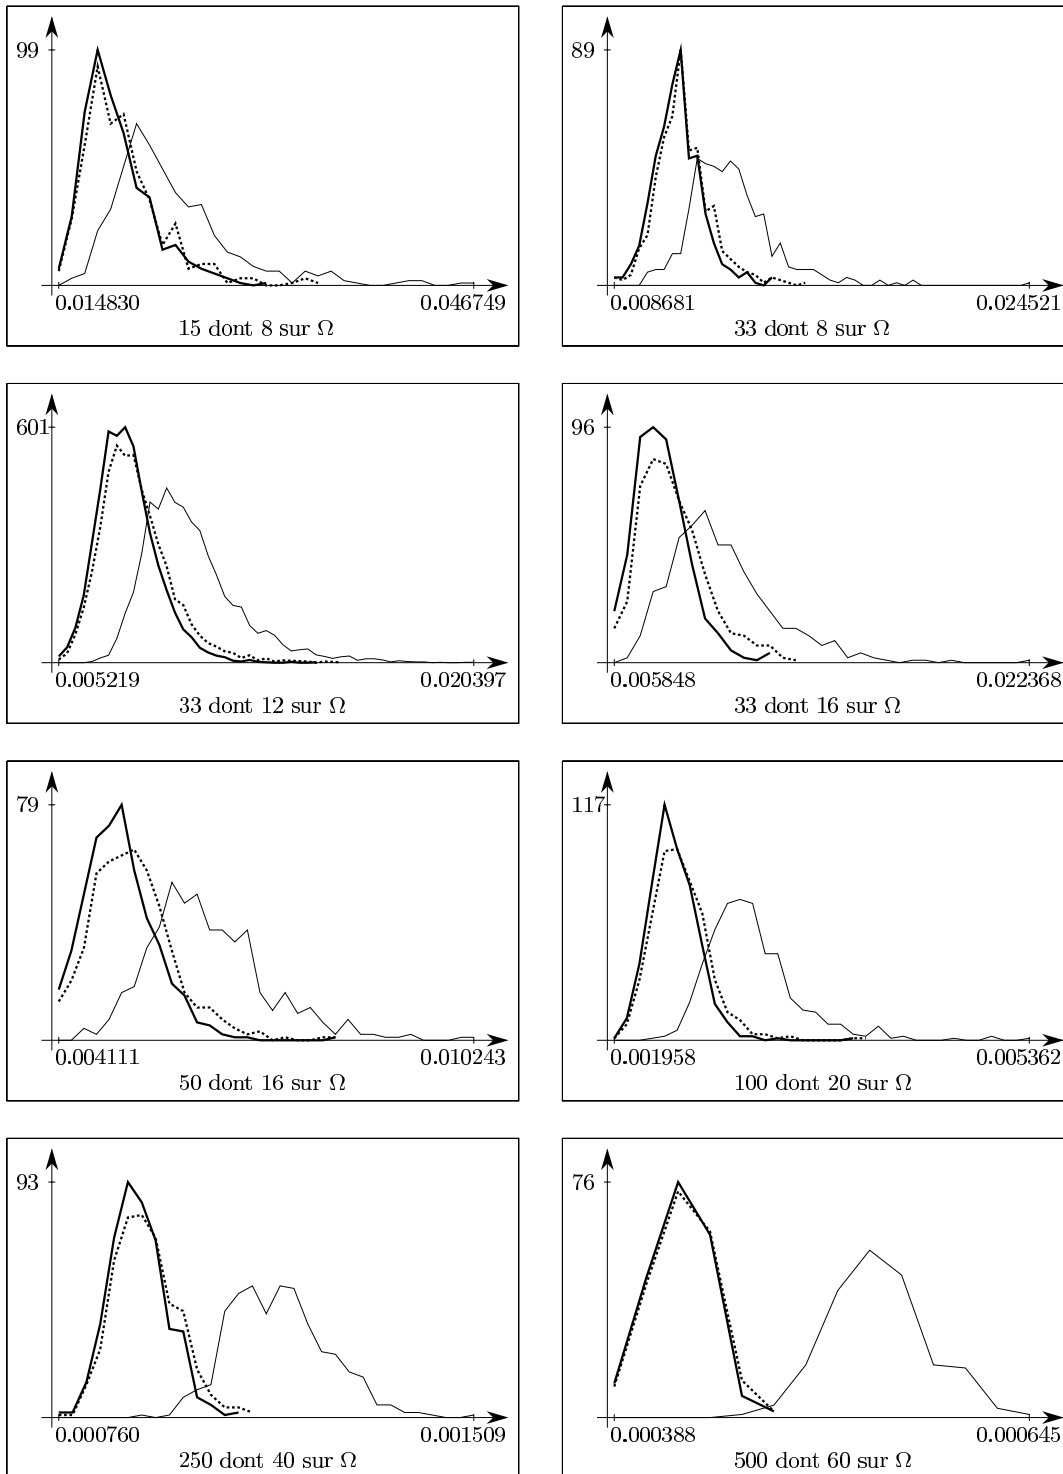 99
0.014830 0.046749
15 dont 8 sur Ω
89
0.008681 0.024521
33 dont 8 sur Ω
601
0.005219 0.020397
33 dont 12 sur Ω
96
0.005848 0.022368
33 dont 16 sur Ω
79
0.004111 0.010243
50 dont 16 sur Ω
117
0.001958 0.005362
100 dont 20 sur Ω
93
0.000760 0.001509
250 dont 40 sur Ω
76
0.000388 0.000645
500 dont 60 sur Ω